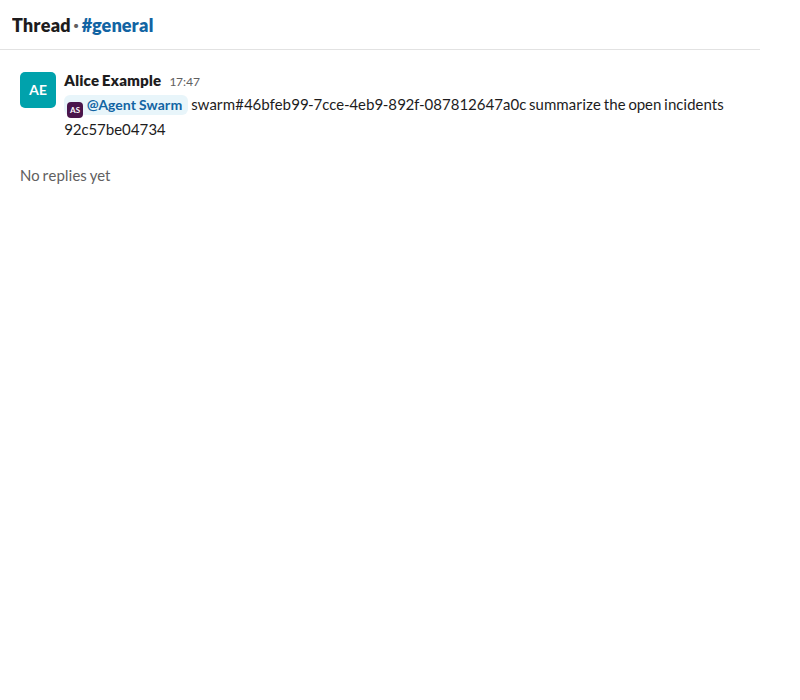 Thread • #general
AE
Alice Example 17:47
AS @Agent Swarm swarm#46bfeb99-7cce-4eb9-892f-087812647a0c summarize the open incidents
92c57be04734
No replies yet